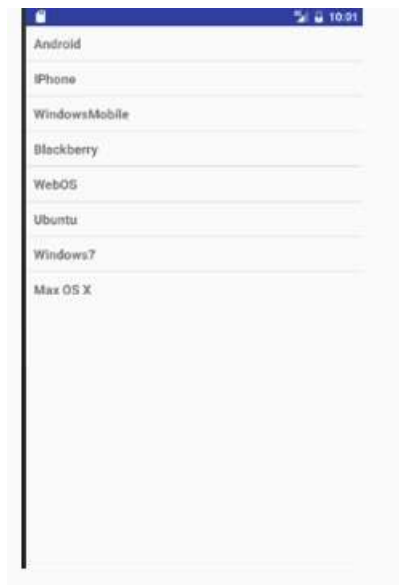 10:01
Android
IPhone
WindowsMobile
Blackberry
WebOS
Ubuntu
Windows7
Max OS X